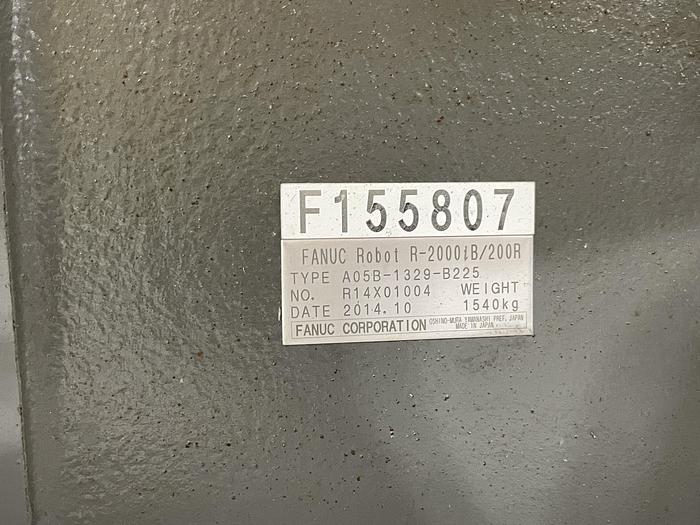 F155807
FANUC Robot R-2000iB/200R
TYPE A05B-1329-B225
NO. R14X01004 WEIGHT
DATE 2014.10 1540kg
FANUC CORPORATION OSHINO-MURA YAMANASHI PREF. JAPAN
MADE IN JAPAN